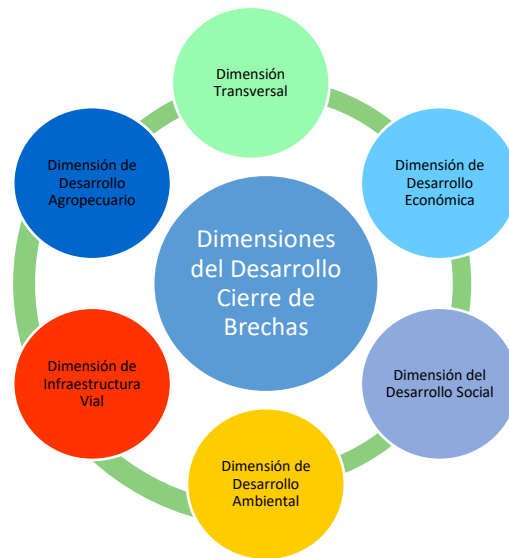 Dimensión
Transversal
Dimensión de
Desarrollo
Económica
Dimensión del
Desarrollo Social
Dimensión de
Desarrollo
Ambiental
Dimensión de
Infraestructura
Vial
Dimensión de
Desarrollo
Agropecuario
Dimensiones
del Desarrollo
Cierre de
Brechas